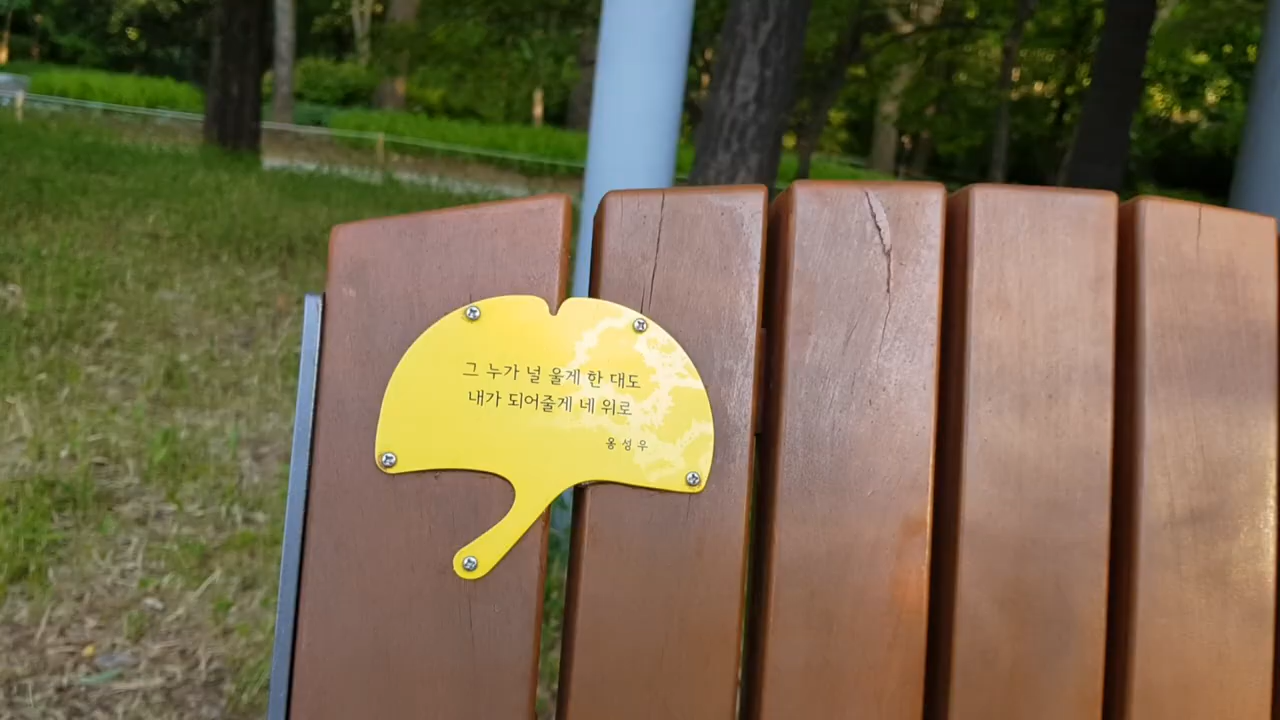 그 누가 널 울게 한 대도
내가 되어줄게 네 위로
옹성우